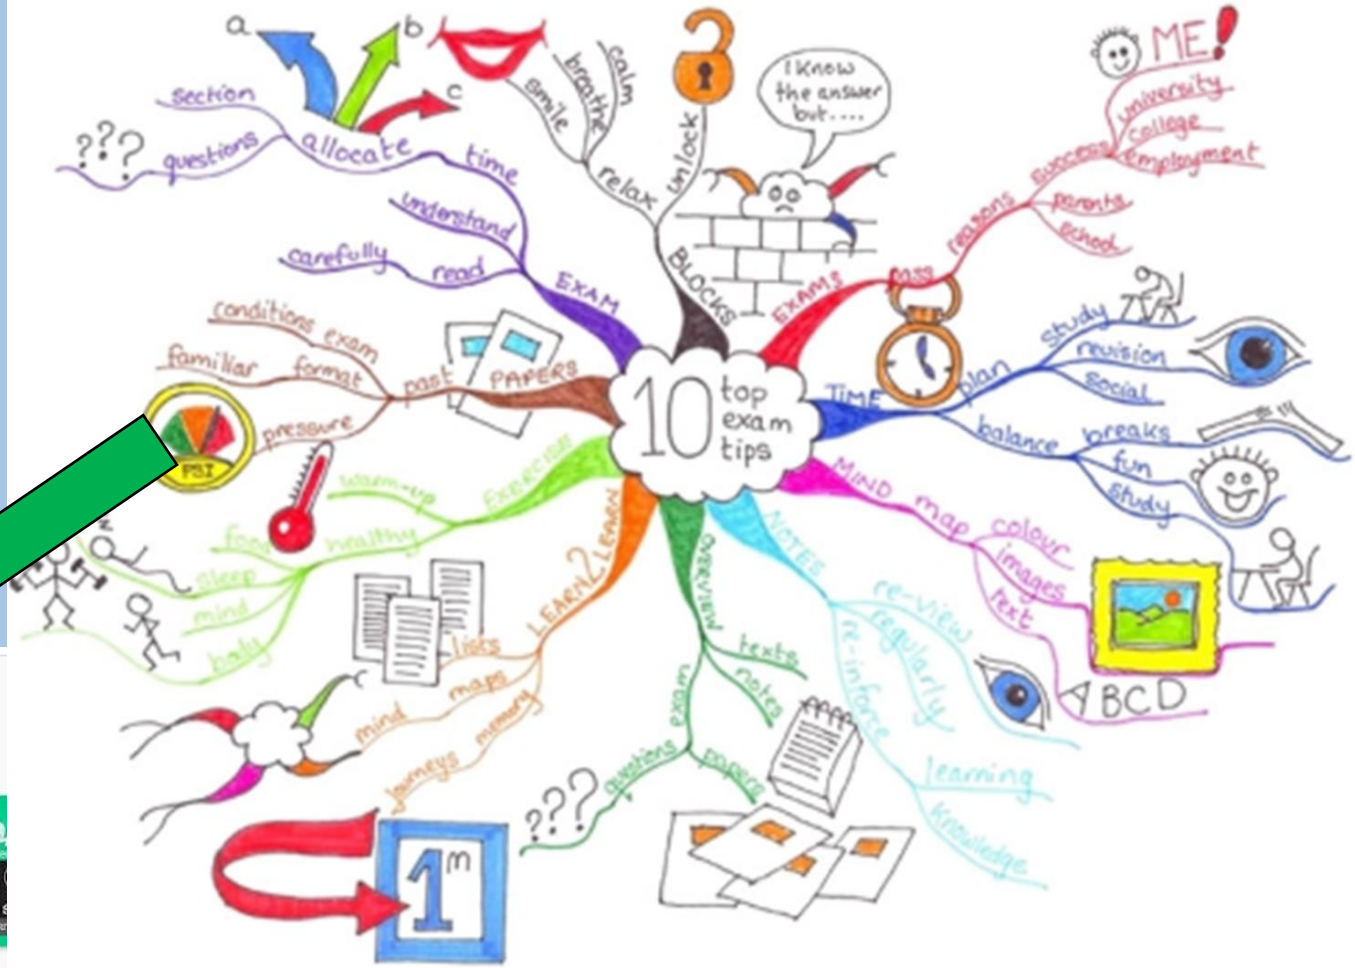 10 top
exam
tips
EXAMS
pass
reasons
success
ME!
university
college
employment
parents
school
TIME
plan
study
revision
social
balance
breaks
fun
study
MIND
map
colour
images
text
ABCD
NOTES
re-view
regularly
re-inforce
learning
knowledge
OVERVIEW
texts
notes
exam
papers
questions
???
LEARN 2 LEARN
lists
mind maps
memory
journeys
1m
EXERCISE
warm-up
healthy
food
sleep
z
mind
body
PAPERS
past
conditions exam
familiar format
pressure
PSI
EXAM
time
allocate
a
b
c
section
questions
???
understand
carefully read
BLOCKS
relax
smile
breathe
calm
unlock
I know
the answer
but....